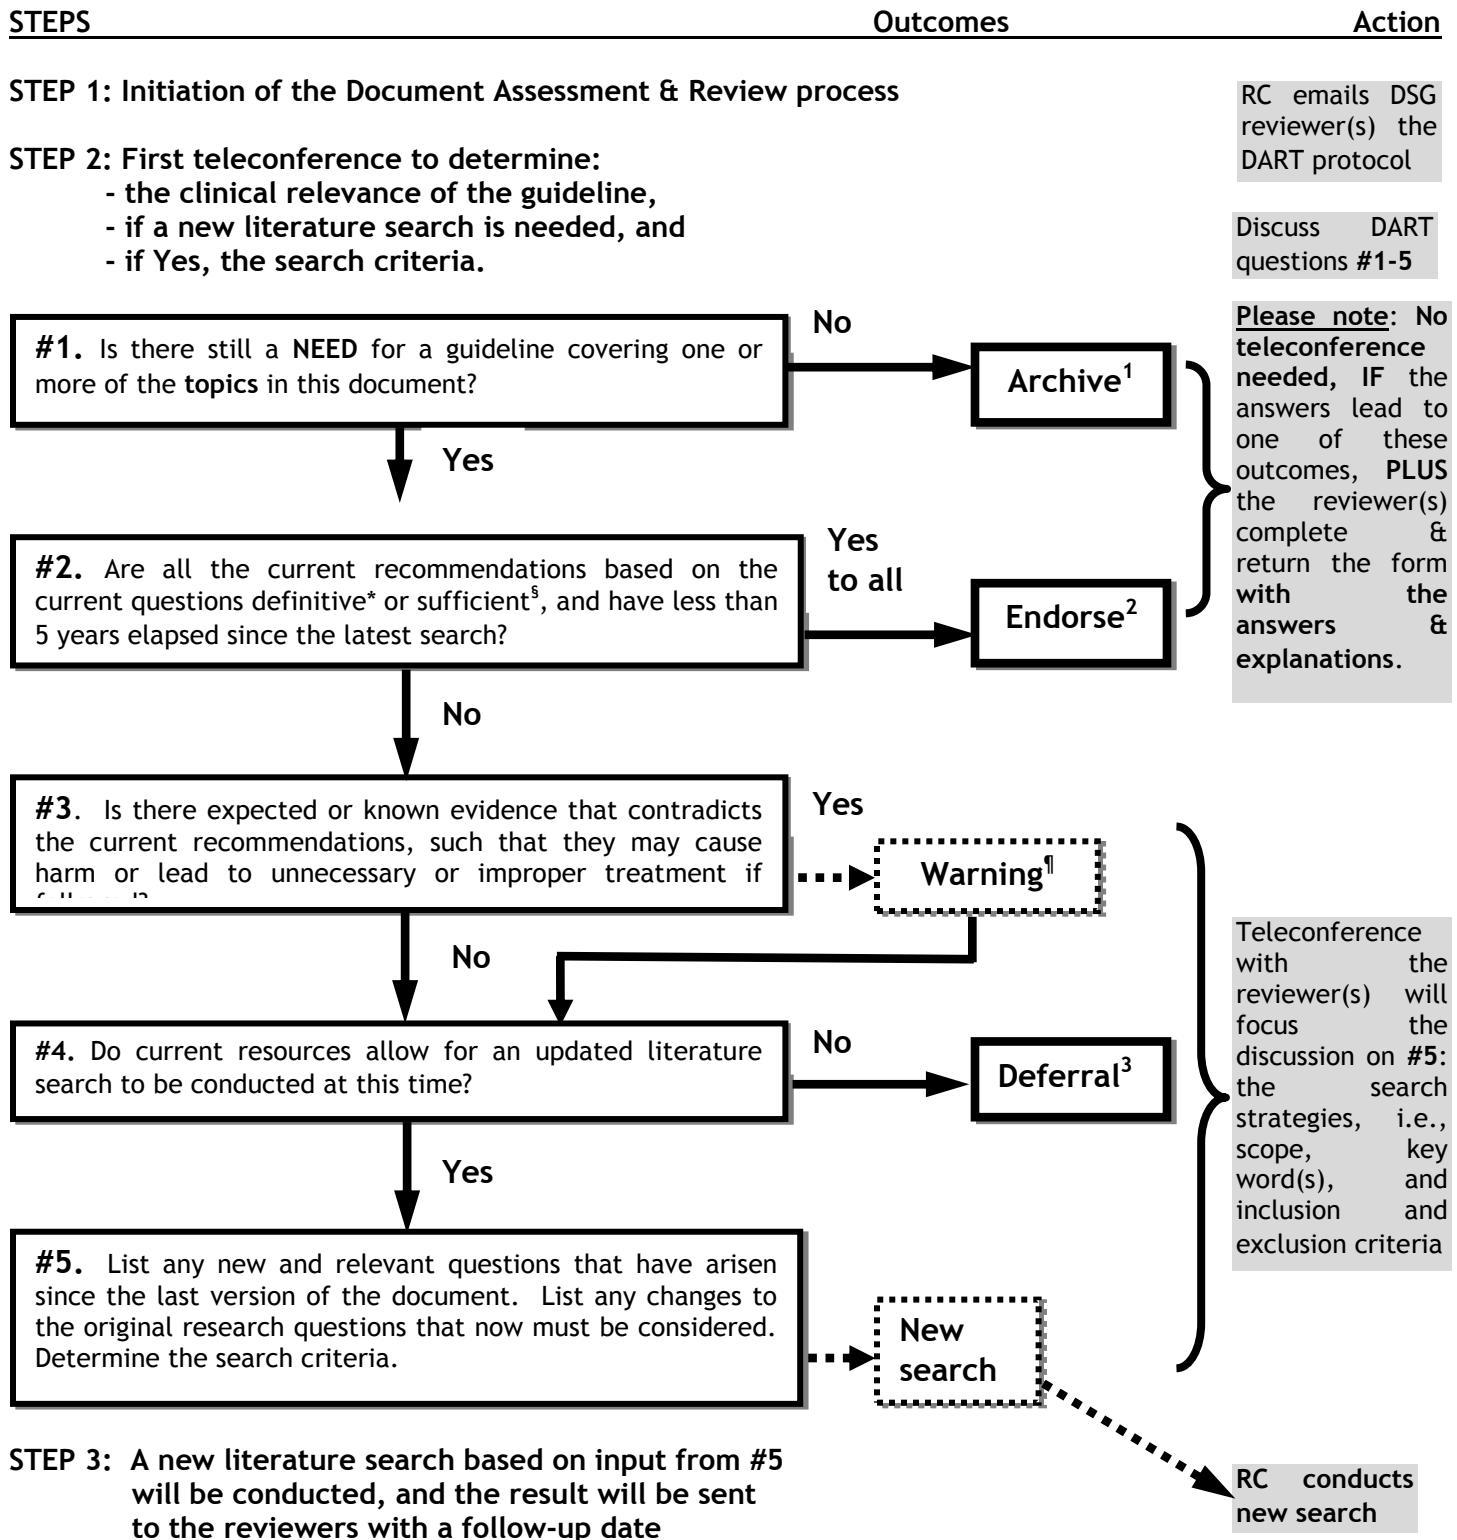 STEPS Outcomes Action
STEP 1: Initiation of the Document Assessment & Review process
RC emails DSG
reviewer(s) the
DART protocol
STEP 2: First teleconference to determine:
- the clinical relevance of the guideline,
- if a new literature search is needed, and
- if Yes, the search criteria.
Discuss DART
questions #1-5
#1. Is there still a NEED for a guideline covering one or
more of the topics in this document?
No
Archive¹
Yes
Please note: No
teleconference
needed, IF the
answers lead to
one of these
outcomes, PLUS
the reviewer(s)
complete &
return the form
with the
answers &
explanations.
#2. Are all the current recommendations based on the
current questions definitive* or sufficient§, and have less than
5 years elapsed since the latest search?
Yes
to all
Endorse²
No
#3. Is there expected or known evidence that contradicts
the current recommendations, such that they may cause
harm or lead to unnecessary or improper treatment if
Yes
Warning¶
No
#4. Do current resources allow for an updated literature
search to be conducted at this time?
No
Deferral³
Yes
Teleconference
with the
reviewer(s) will
focus the
discussion on #5:
the search
strategies, i.e.,
scope, key
word(s), and
inclusion and
exclusion criteria
#5. List any new and relevant questions that have arisen
since the last version of the document. List any changes to
the original research questions that now must be considered.
Determine the search criteria.
New
search
STEP 3: A new literature search based on input from #5
will be conducted, and the result will be sent
to the reviewers with a follow-up date
RC conducts
new search